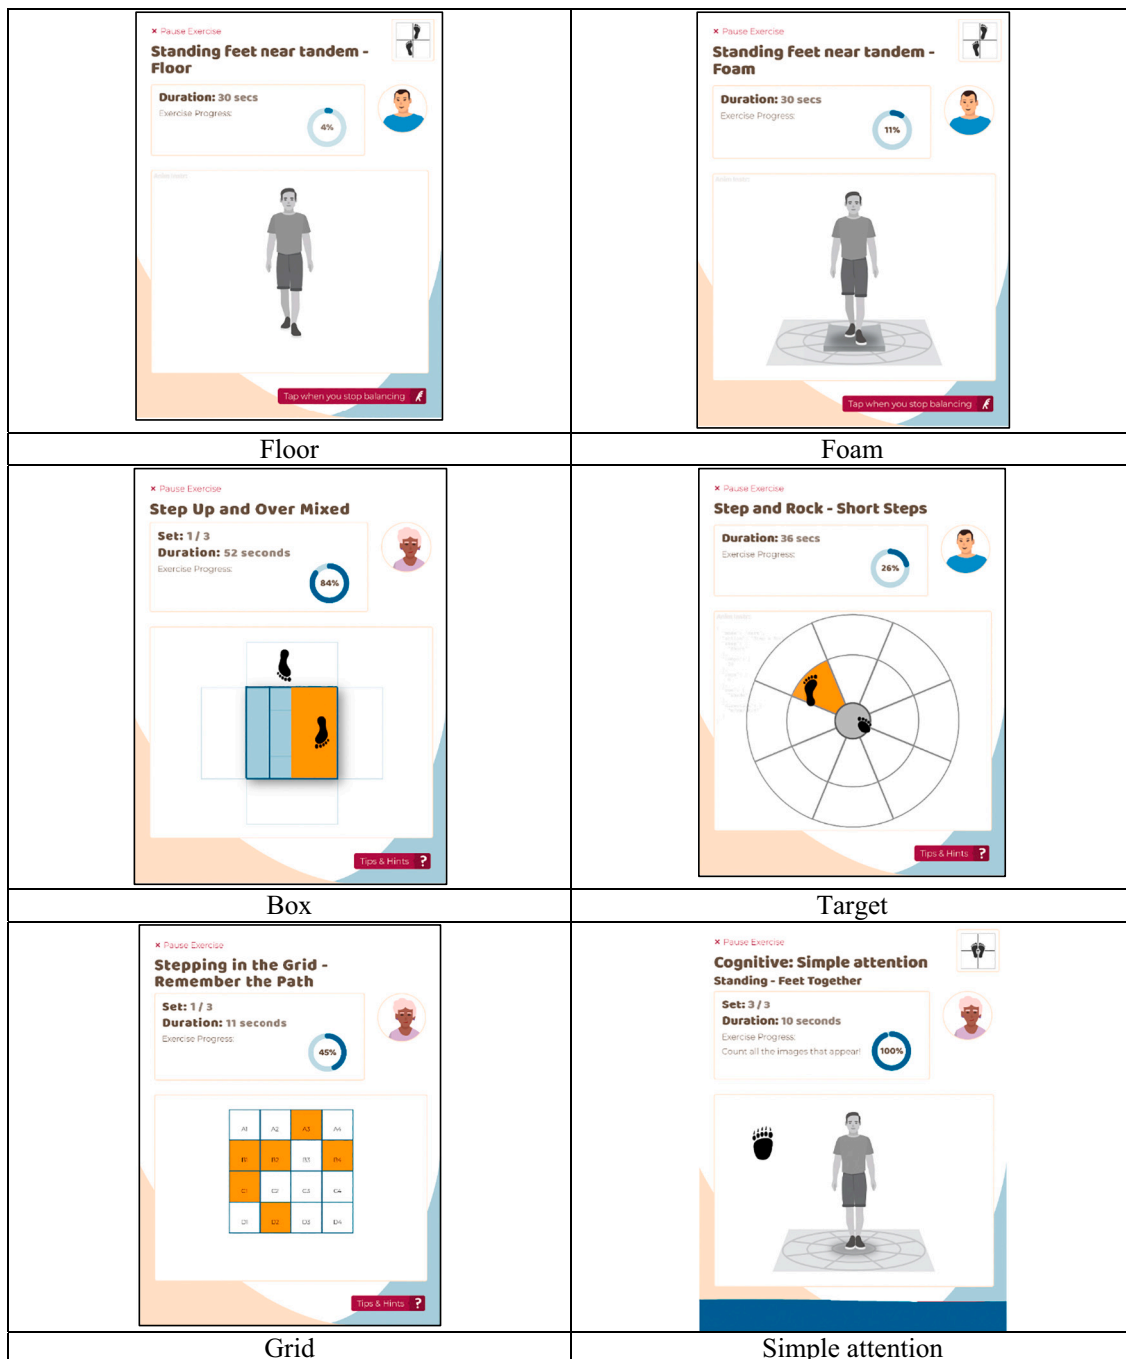 × Pause Exercise
Standing feet near tandem -
Floor
Duration: 30 secs
Exercise Progress:
4%
Tap when you stop balancing
Floor
× Pause Exercise
Standing feet near tandem -
Foam
Duration: 30 secs
Exercise Progress:
11%
Tap when you stop balancing
Foam
× Pause Exercise
Step Up and Over Mixed
Set: 1 / 3
Duration: 52 seconds
Exercise Progress:
84%
Tips & Hints ?
Box
× Pause Exercise
Step and Rock - Short Steps
Duration: 36 secs
Exercise Progress:
26%
Tips & Hints ?
Target
× Pause Exercise
Stepping in the Grid -
Remember the Path
Set: 1 / 3
Duration: 11 seconds
Exercise Progress:
45%
A1 A2 A3 A4
B1 B2 B3 B4
C1 C2 C3 C4
D1 D2 D3 D4
Tips & Hints ?
Grid
× Pause Exercise
Cognitive: Simple attention
Standing - Feet Together
Set: 3 / 3
Duration: 10 seconds
Exercise Progress:
Count all the images that appear!
100%
Simple attention